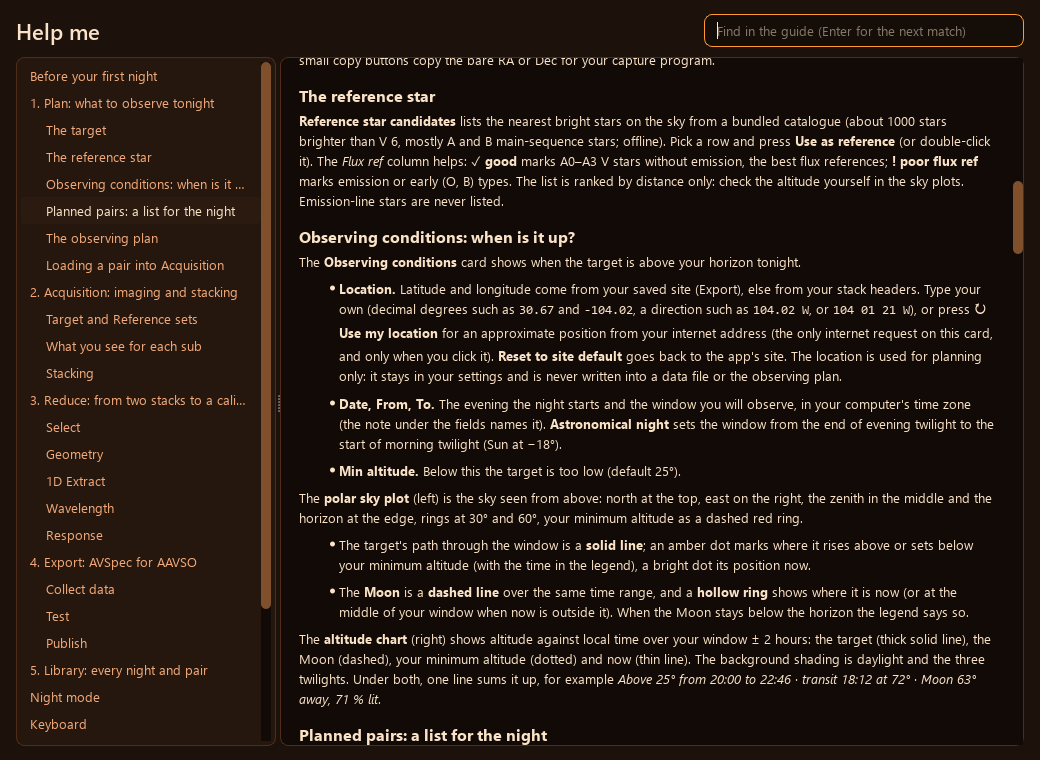 Help me
Find in the guide (Enter for the next match)
Before your first night
1. Plan: what to observe tonight
The target
The reference star
Observing conditions: when is it ...
Planned pairs: a list for the night
The observing plan
Loading a pair into Acquisition
2. Acquisition: imaging and stacking
Target and Reference sets
What you see for each sub
Stacking
3. Reduce: from two stacks to a cali...
Select
Geometry
1D Extract
Wavelength
Response
4. Export: AVSpec for AAVSO
Collect data
Test
Publish
5. Library: every night and pair
Night mode
Keyboard
small copy buttons copy the bare RA or Dec for your capture program.
The reference star
Reference star candidates lists the nearest bright stars on the sky from a bundled catalogue (about 1000 stars
brighter than V 6, mostly A and B main-sequence stars; offline). Pick a row and press Use as reference (or double-click
it). The Flux ref column helps: ✓ good marks A0–A3 V stars without emission, the best flux references; ! poor flux ref
marks emission or early (O, B) types. The list is ranked by distance only: check the altitude yourself in the sky plots.
Emission-line stars are never listed.
Observing conditions: when is it up?
The Observing conditions card shows when the target is above your horizon tonight.
• Location. Latitude and longitude come from your saved site (Export), else from your stack headers. Type your
own (decimal degrees such as 30.67 and -104.02, a direction such as 104.02 W, or 104 01 21 W), or press ↻
Use my location for an approximate position from your internet address (the only internet request on this card,
and only when you click it). Reset to site default goes back to the app's site. The location is used for planning
only: it stays in your settings and is never written into a data file or the observing plan.
• Date, From, To. The evening the night starts and the window you will observe, in your computer's time zone
(the note under the fields names it). Astronomical night sets the window from the end of evening twilight to the
start of morning twilight (Sun at −18°).
• Min altitude. Below this the target is too low (default 25°).
The polar sky plot (left) is the sky seen from above: north at the top, east on the right, the zenith in the middle and the
horizon at the edge, rings at 30° and 60°, your minimum altitude as a dashed red ring.
• The target's path through the window is a solid line; an amber dot marks where it rises above or sets below
your minimum altitude (with the time in the legend), a bright dot its position now.
• The Moon is a dashed line over the same time range, and a hollow ring shows where it is now (or at the
middle of your window when now is outside it). When the Moon stays below the horizon the legend says so.
The altitude chart (right) shows altitude against local time over your window ± 2 hours: the target (thick solid line), the
Moon (dashed), your minimum altitude (dotted) and now (thin line). The background shading is daylight and the three
twilights. Under both, one line sums it up, for example Above 25° from 20:00 to 22:46 · transit 18:12 at 72° · Moon 63°
away, 71 % lit.
Planned pairs: a list for the night